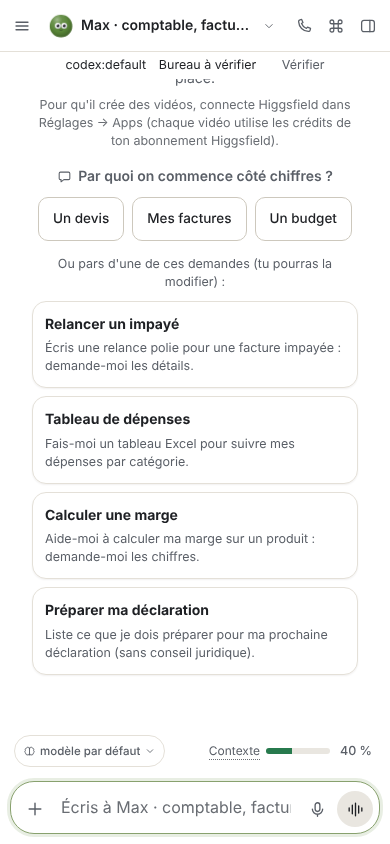 Max · comptable, factu...
codex:default Bureau à vérifier Vérifier
place.
Pour qu'il crée des vidéos, connecte Higgsfield dans
Réglages → Apps (chaque vidéo utilise les crédits de
ton abonnement Higgsfield).
Par quoi on commence côté chiffres ?
Un devis Mes factures Un budget
Ou pars d'une de ces demandes (tu pourras la
modifier) :
Relancer un impayé
Écris une relance polie pour une facture impayée :
demande-moi les détails.
Tableau de dépenses
Fais-moi un tableau Excel pour suivre mes
dépenses par catégorie.
Calculer une marge
Aide-moi à calculer ma marge sur un produit :
demande-moi les chiffres.
Préparer ma déclaration
Liste ce que je dois préparer pour ma prochaine
déclaration (sans conseil juridique).
modèle par défaut Contexte 40 %
Écris à Max · comptable, factu